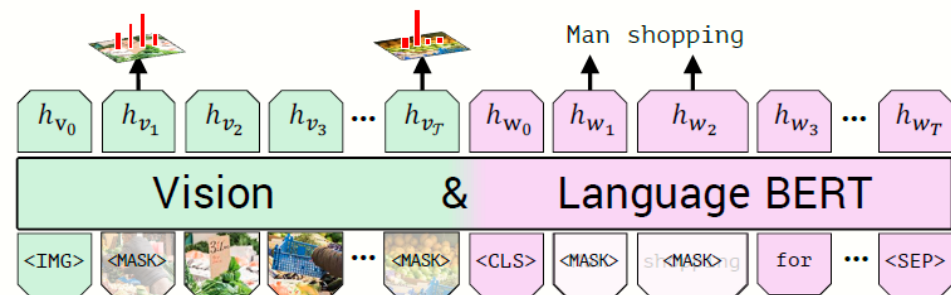 Man shopping
h_v0 h_v1 h_v2 h_v3 ... h_v𝒯 h_w0 h_w1 h_w2 h_w3 ... h_wT
Vision & Language BERT
<IMG> <MASK> ... <MASK> <CLS> <MASK> shopping <MASK> for ... <SEP>